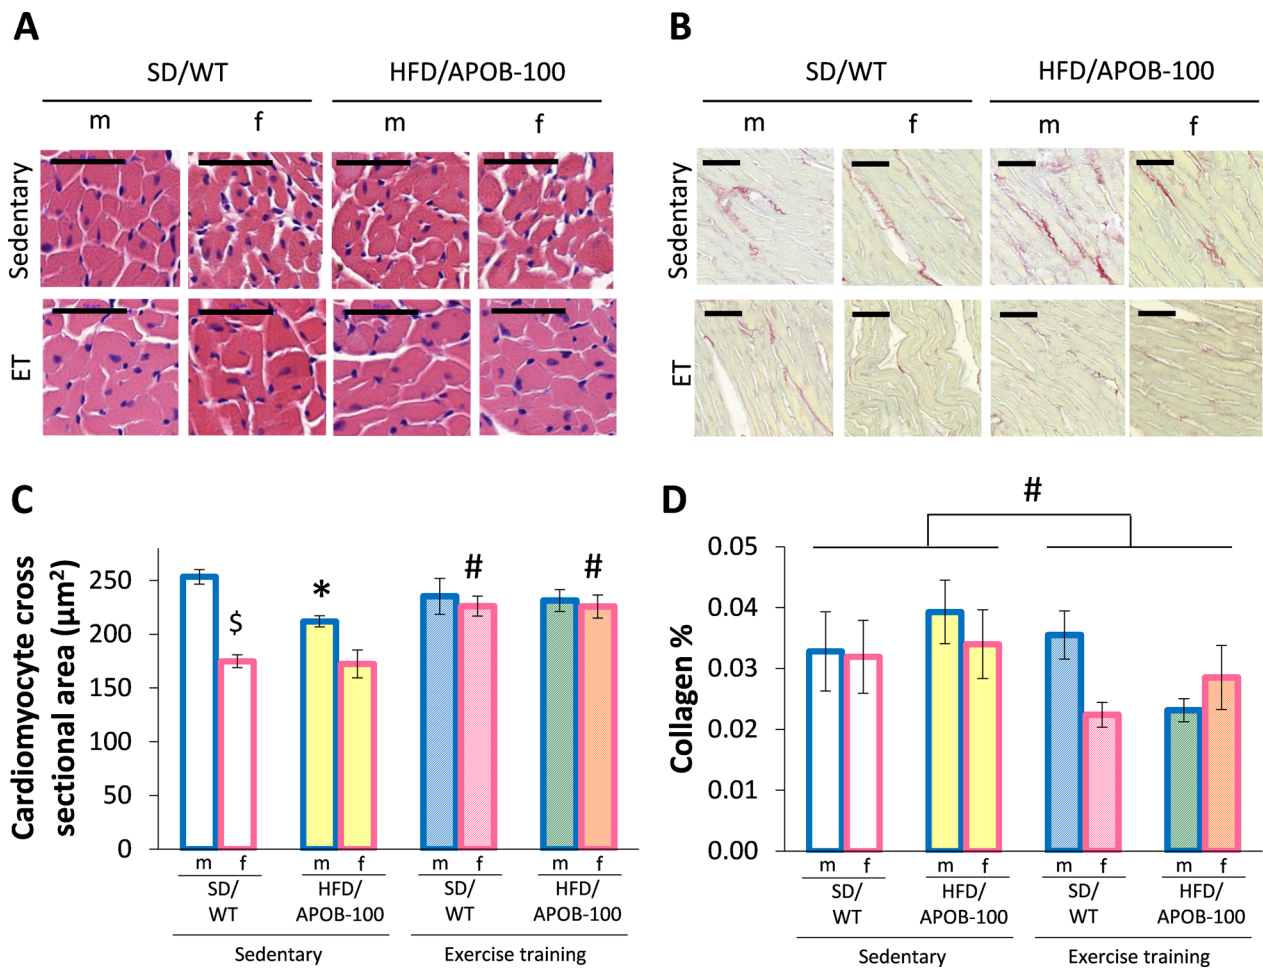 A
SD/WT
HFD/APOB-100
m
f
m
f
Sedentary
ET
B
SD/WT
HFD/APOB-100
m
f
m
f
Sedentary
ET
C
Cardiomyocyte cross
sectional area (µm²)
250
200
150
100
50
0
$
*
#
#
m
f
m
f
m
f
m
f
SD/
WT
HFD/
APOB-100
SD/
WT
HFD/
APOB-100
Sedentary
Exercise training
D
#
Collagen %
0.05
0.04
0.03
0.02
0.01
0.00
m
f
m
f
m
f
m
f
SD/
WT
HFD/
APOB-100
SD/
WT
HFD/
APOB-100
Sedentary
Exercise training